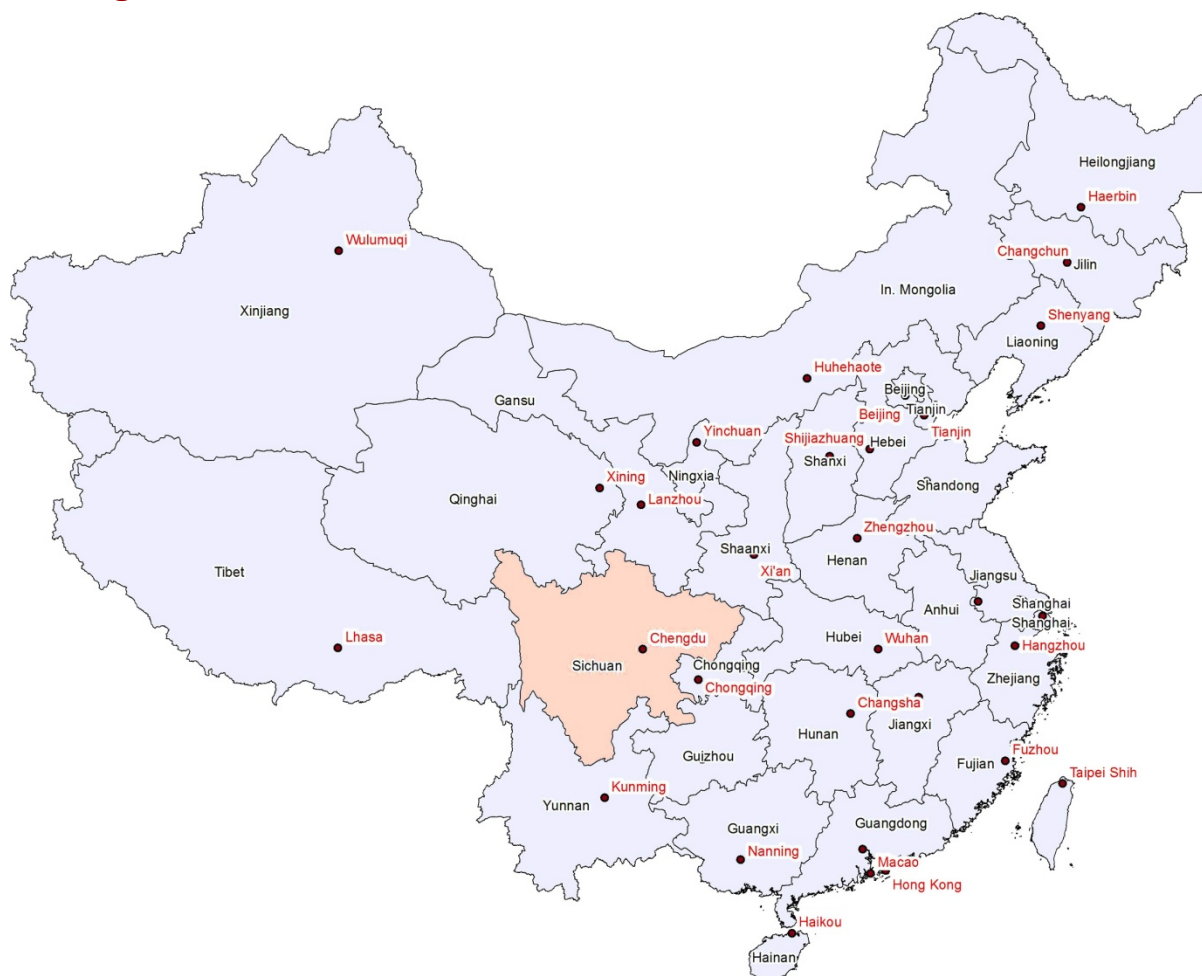 Heilongjiang
Haerbin
Wulumuqi
Changchun
Jilin
In. Mongolia
Xinjiang
Shenyang
Liaoning
Huhehaote
Beijing
Gansu
Tianjin
Beijing
Tianjin
Yinchuan
Shijiazhuang
Hebei
Shanxi
Ningxia
Xining
Shandong
Qinghai
Lanzhou
Zhengzhou
Shaanxi
Henan
Xi'an
Tibet
Jiangsu
Shanghai
Anhui
Shanghai
Lhasa
Chengdu
Hubei
Wuhan
Hangzhou
Sichuan
Chongqing
Zhejiang
Chongqing
Changsha
Hunan
Jiangxi
Guizhou
Fuzhou
Fujian
Taipei Shih
Kunming
Yunnan
Guangxi
Guangdong
Nanning
Macao
Hong Kong
Haikou
Hainan